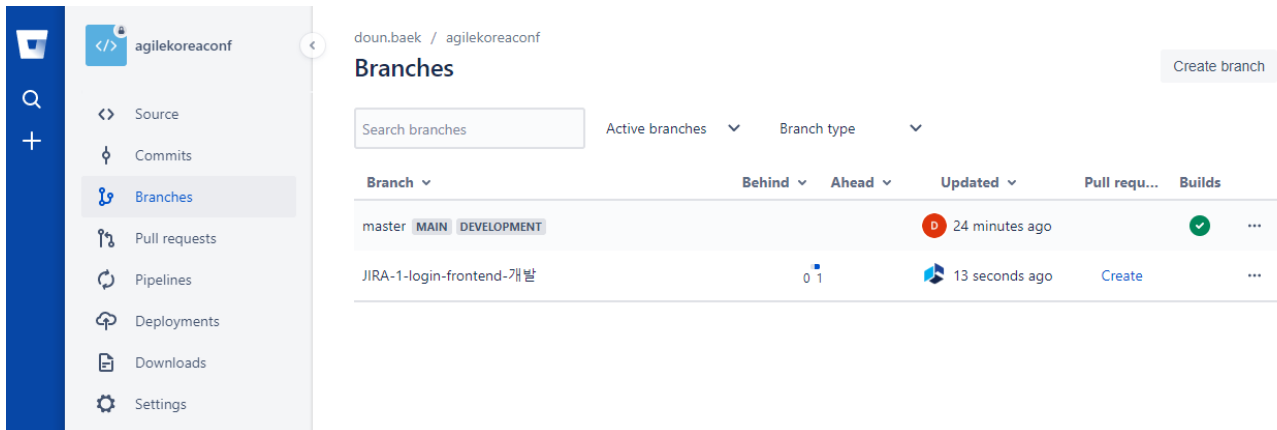 agilekoreaconf
Source
Commits
Branches
Pull requests
Pipelines
Deployments
Downloads
Settings
doun.baek / agilekoreaconf
Branches
Create branch
Search branches
Active branches
Branch type
Branch Behind Ahead Updated Pull requ... Builds
master MAIN DEVELOPMENT D 24 minutes ago
JIRA-1-login-frontend-개발 0 1 13 seconds ago Create